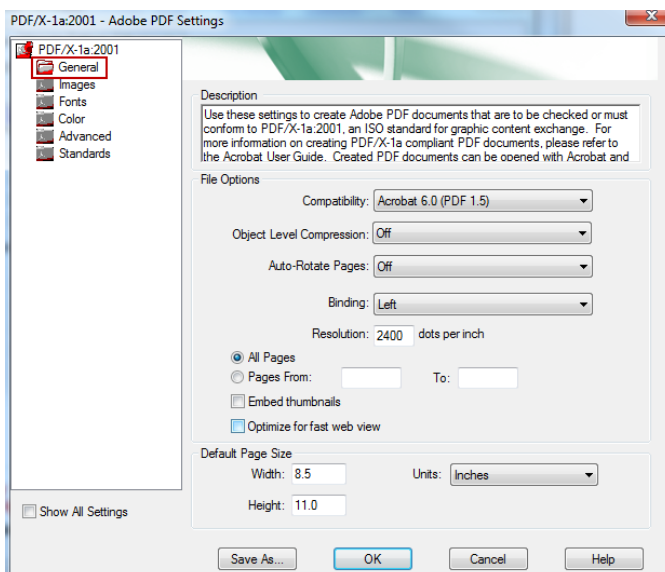 PDF/X-1a:2001 - Adobe PDF Settings
PDF/X-1a:2001
General
Images
Fonts
Color
Advanced
Standards
Show All Settings
Description
Use these settings to create Adobe PDF documents that are to be checked or must
conform to PDF/X-1a:2001, an ISO standard for graphic content exchange. For
more information on creating PDF/X-1a compliant PDF documents, please refer to
the Acrobat User Guide. Created PDF documents can be opened with Acrobat and
File Options
Compatibility: Acrobat 6.0 (PDF 1.5)
Object Level Compression: Off
Auto-Rotate Pages: Off
Binding: Left
Resolution: 2400 dots per inch
All Pages
Pages From: To:
Embed thumbnails
Optimize for fast web view
Default Page Size
Width: 8.5 Units: Inches
Height: 11.0
Save As... OK Cancel Help